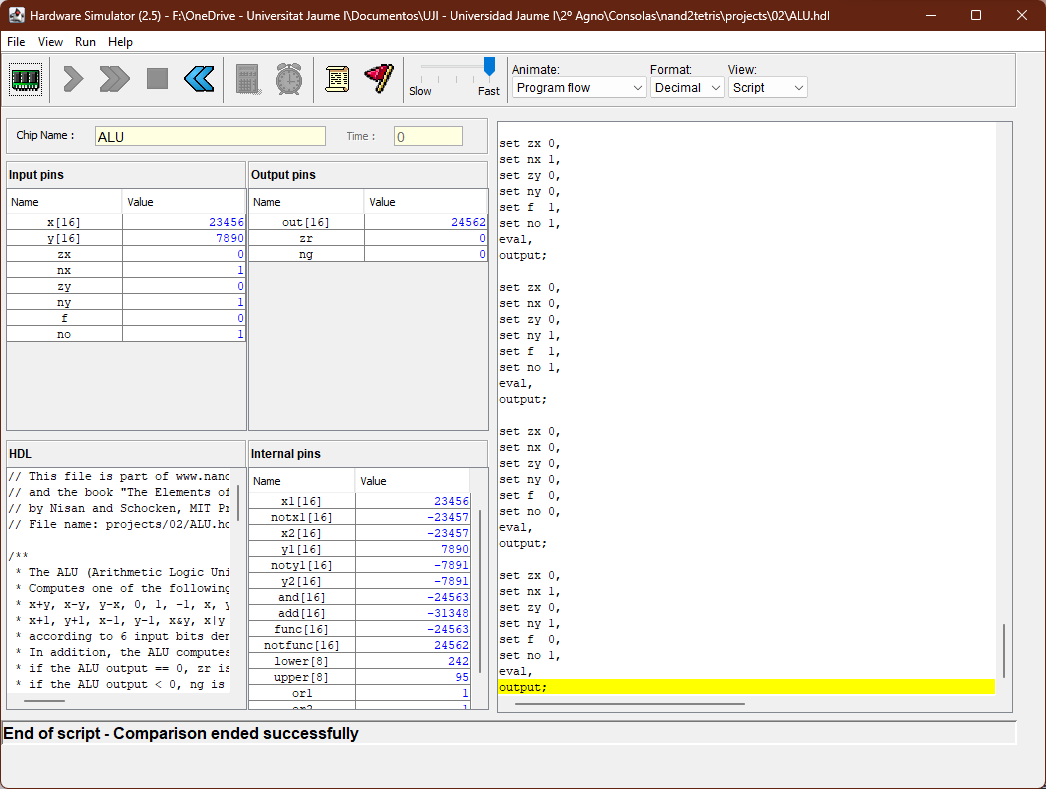 Hardware Simulator (2.5) - F:\OneDrive - Universitat Jaume I\Documentos\UJI - Universidad Jaume I\2º Agno\Consolas\nand2tetris\projects\02\ALU.hdl
File View Run Help
Slow Fast
Animate: Format: View:
Program flow Decimal Script
Chip Name : ALU Time : 0
Input pins
Name Value
x[16] 23456
y[16] 7890
zx 0
nx 1
zy 0
ny 1
f 0
no 1
Output pins
Name Value
out[16] 24562
zr 0
ng 0
HDL
// This file is part of www.nand
// and the book "The Elements of
// by Nisan and Schocken, MIT Pr
// File name: projects/02/ALU.hd
/**
* The ALU (Arithmetic Logic Uni
* Computes one of the following
* x+y, x-y, y-x, 0, 1, -1, x, y
* x+1, y+1, x-1, y-1, x&y, x|y
* according to 6 input bits den
* In addition, the ALU computes
* if the ALU output == 0, zr is
* if the ALU output < 0, ng is
Internal pins
Name Value
x1[16] 23456
notx1[16] -23457
x2[16] -23457
y1[16] 7890
noty1[16] -7891
y2[16] -7891
and[16] -24563
add[16] -31348
func[16] -24563
notfunc[16] 24562
lower[8] 242
upper[8] 95
or1 1
or2 1
set zx 0,
set nx 1,
set zy 0,
set ny 0,
set f 1,
set no 1,
eval,
output;
set zx 0,
set nx 0,
set zy 0,
set ny 1,
set f 1,
set no 1,
eval,
output;
set zx 0,
set nx 0,
set zy 0,
set ny 0,
set f 0,
set no 0,
eval,
output;
set zx 0,
set nx 1,
set zy 0,
set ny 1,
set f 0,
set no 1,
eval,
output;
End of script - Comparison ended successfully